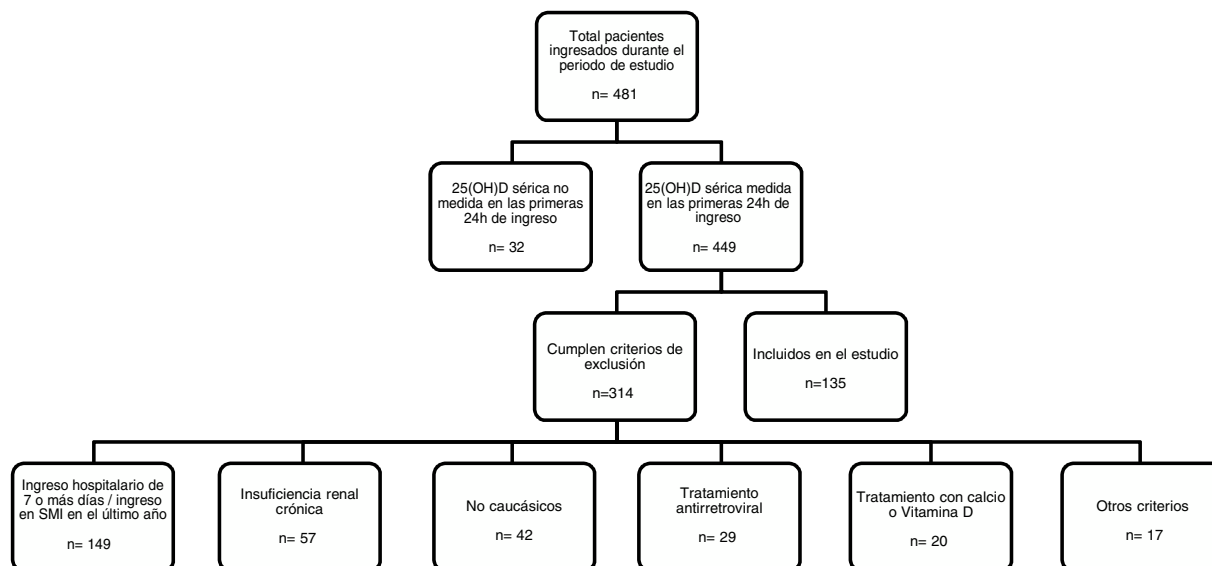 Total pacientes
ingresados durante el
periodo de estudio
n= 481
25(OH)D sérica no
medida en las primeras
24h de ingreso
n= 32
25(OH)D sérica medida
en las primeras 24h de
ingreso
n= 449
Cumplen criterios de
exclusión
n=314
Incluidos en el estudio
n=135
Ingreso hospitalario de
7 o más días / ingreso
en SMI en el último año
n= 149
Insuficiencia renal
crónica
n= 57
No caucásicos
n= 42
Tratamiento
antirretroviral
n= 29
Tratamiento con calcio
o Vitamina D
n= 20
Otros criterios
n= 17